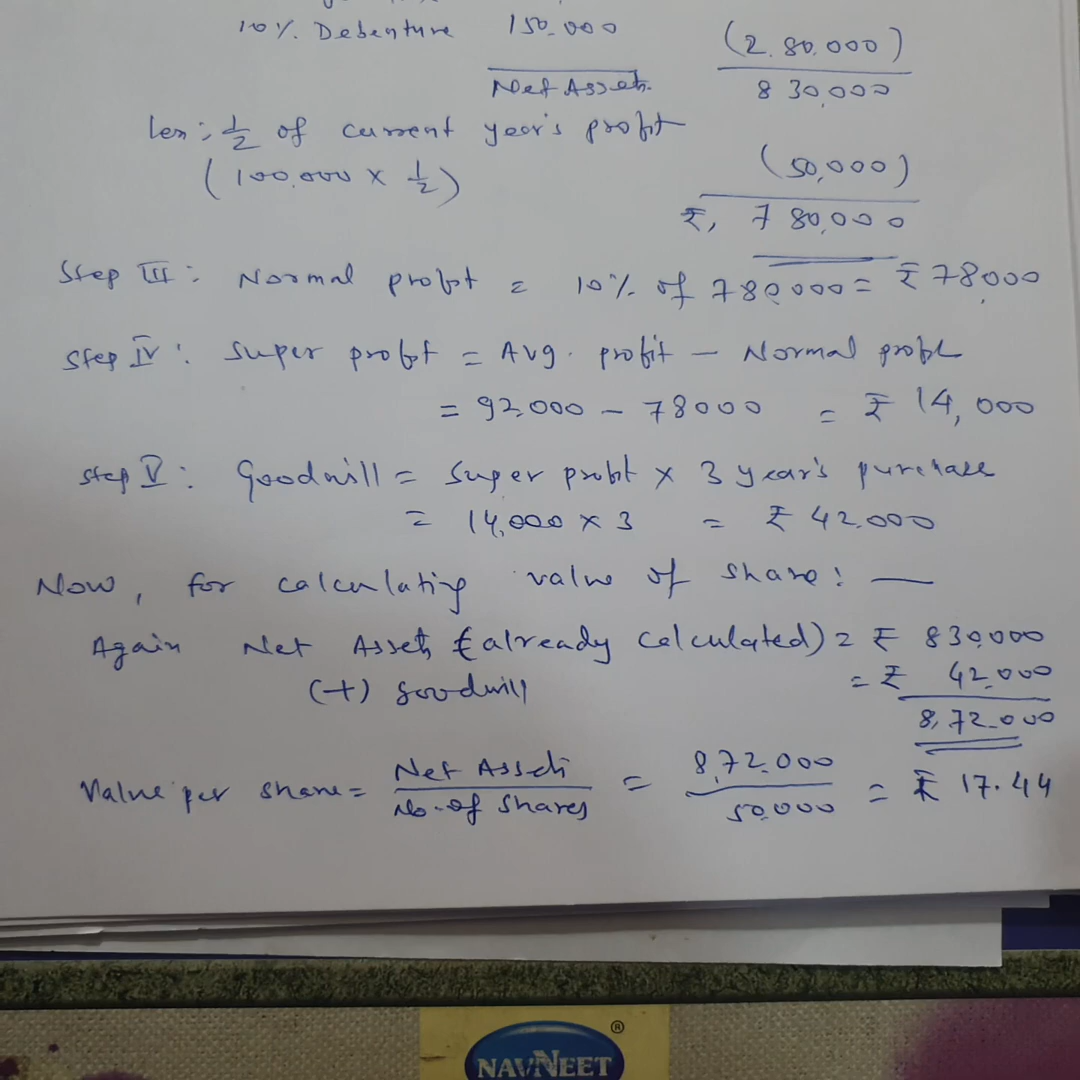 10%. Debenture 150,000 (2,80,000)
Net Assets. 8 30,000
Less: 1/2 of current year's profit
(100,000 × 1/2) (50,000)
₹, 7 80,000
Step III: Normal profit = 10% of 780000 = ₹78,000
Step IV: Super profit = Avg. profit - Normal profit
= 92,000 - 78000 = ₹ 14,000
Step V: Goodwill = Super profit × 3 year's purchase
= 14,000 × 3 = ₹ 42,000
Now, for calculating value of share: —
Again Net Assets (already calculated) = ₹ 830,000
(+) Goodwill = ₹ 42,000
8,72,000
Value per share = Net Assets / No. of Shares = 8,72,000 / 50,000 = ₹ 17.44
NAVNEET ®